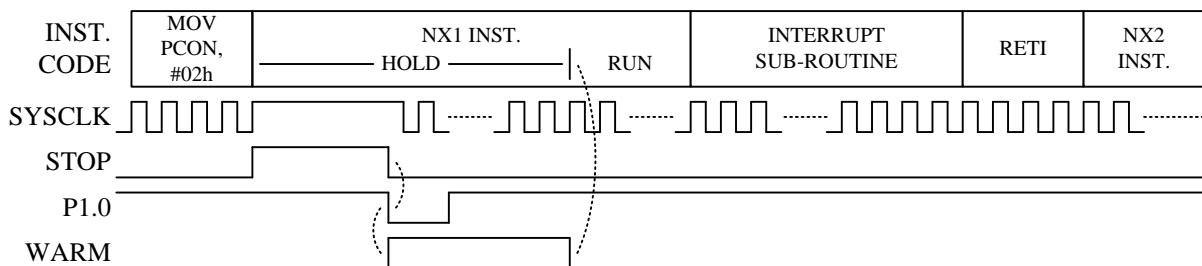 INST.
CODE
MOV
PCON,
#02h
NX1 INST.
HOLD
RUN
INTERRUPT
SUB-ROUTINE
RETI
NX2
INST.
SYSCLK
STOP
P1.0
WARM